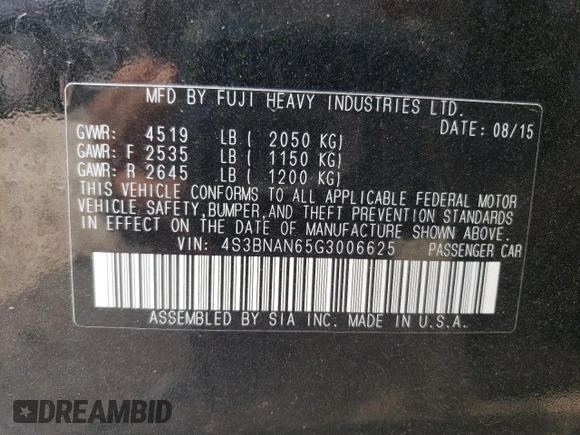 MFD BY FUJI HEAVY INDUSTRIES LTD.
DATE: 08/15
GVWR: 4519 LB ( 2050 KG)
GAWR: F 2535 LB ( 1150 KG)
GAWR: R 2645 LB ( 1200 KG)
THIS VEHICLE CONFORMS TO ALL APPLICABLE FEDERAL MOTOR
VEHICLE SAFETY,BUMPER,AND THEFT PREVENTION STANDARDS
IN EFFECT ON THE DATE OF MANUFACTURE SHOWN ABOVE.
VIN: 4S3BNAN65G3006625 PASSENGER CAR
ASSEMBLED BY SIA INC. MADE IN U.S.A.
DREAMBID